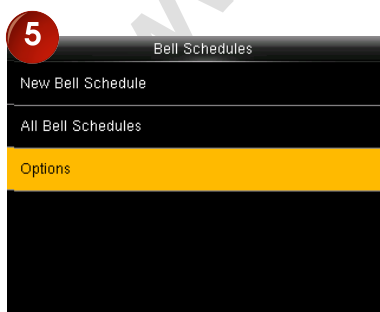 5
Bell Schedules
New Bell Schedule
All Bell Schedules
Options